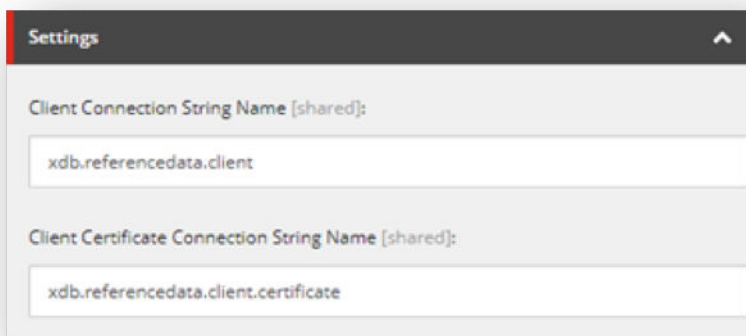 Settings
Client Connection String Name [shared]:
xdb.referencedata.client
Client Certificate Connection String Name [shared]:
xdb.referencedata.client.certificate